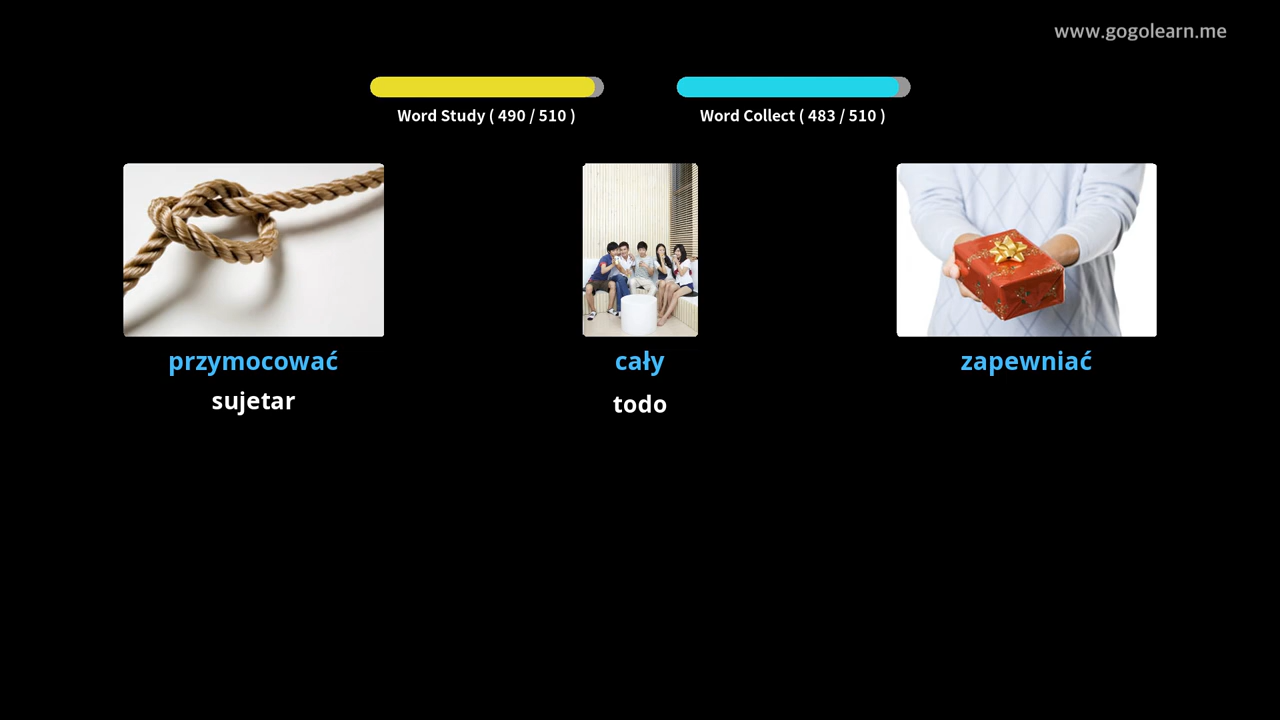 www.gogolearn.me
Word Study ( 490 / 510 )
Word Collect ( 483 / 510 )
przymocować
cały
zapewniać
sujetar
todo